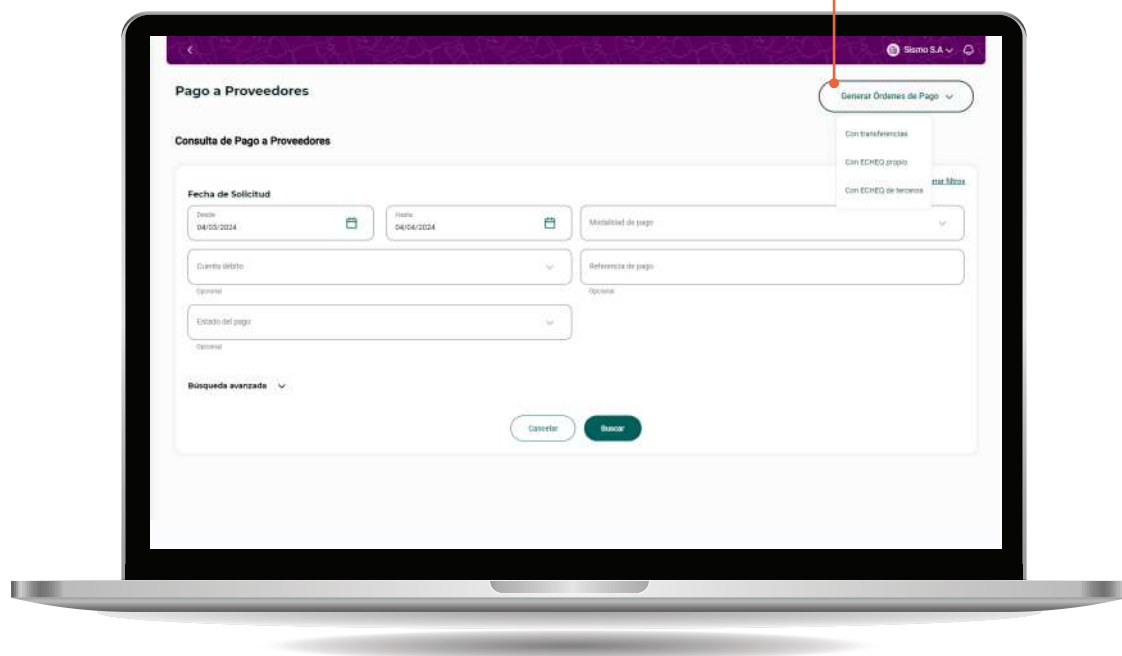 Sismo S.A
Pago a Proveedores
Generar Órdenes de Pago
Con transferencias
Con ECHEQ propio
Con ECHEQ de terceros
Consulta de Pago a Proveedores
filtros
Fecha de Solicitud
Desde
04/03/2024
Hasta
04/04/2024
Modalidad de pago
Cuenta débito
Opcional
Referencia de pago
Opcional
Estado del pago
Opcional
Búsqueda avanzada
Cancelar
Buscar